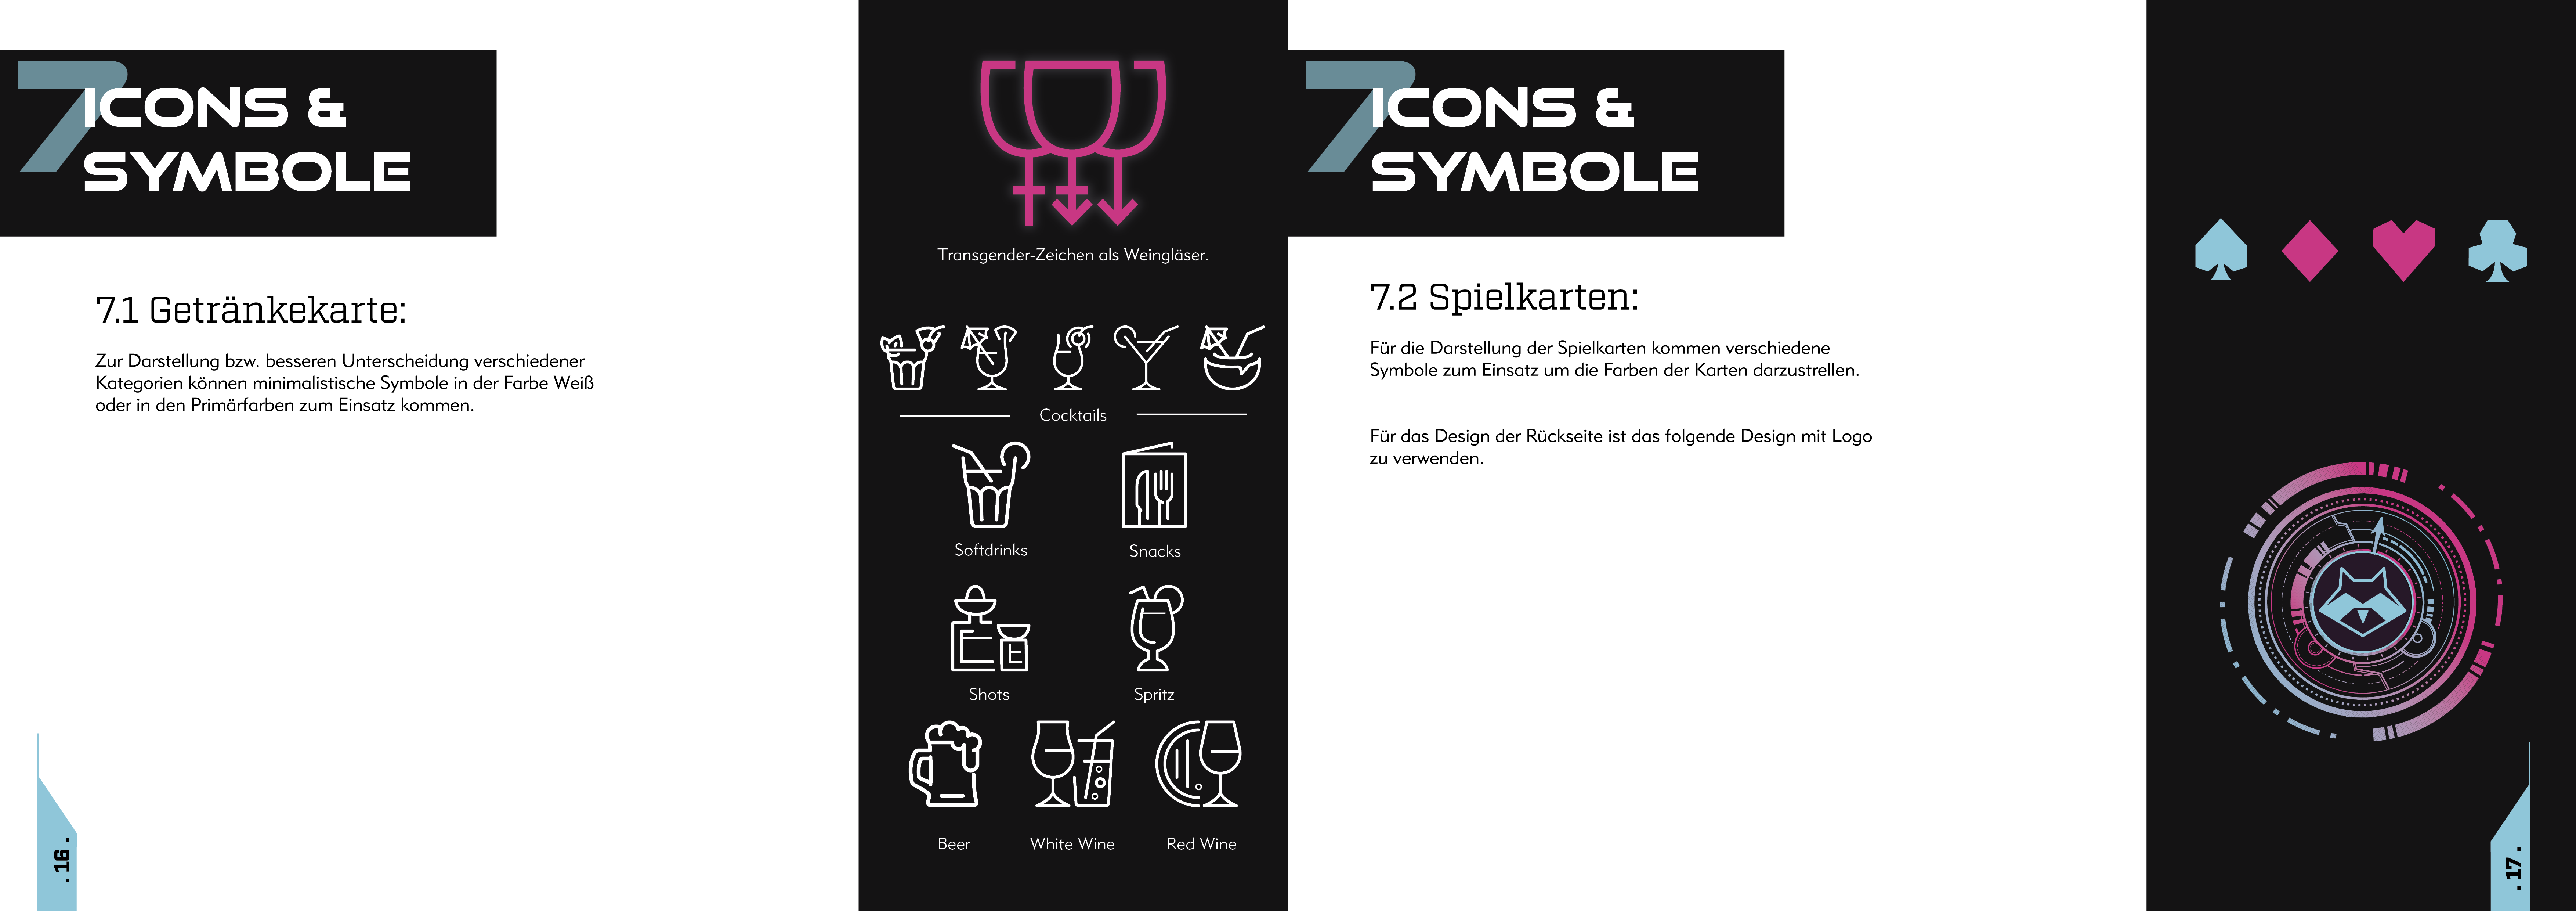 7
ICONS &
SYMBOLE
7.1 Getränkekarte:
Zur Darstellung bzw. besseren Unterscheidung verschiedener
Kategorien können minimalistische Symbole in der Farbe Weiß
oder in den Primärfarben zum Einsatz kommen.
. 16 .
Transgender-Zeichen als Weingläser.
Cocktails
Softdrinks
Snacks
Shots
Spritz
Beer
White Wine
Red Wine
7
ICONS &
SYMBOLE
7.2 Spielkarten:
Für die Darstellung der Spielkarten kommen verschiedene
Symbole zum Einsatz um die Farben der Karten darzustrellen.
Für das Design der Rückseite ist das folgende Design mit Logo
zu verwenden.
. 17 .